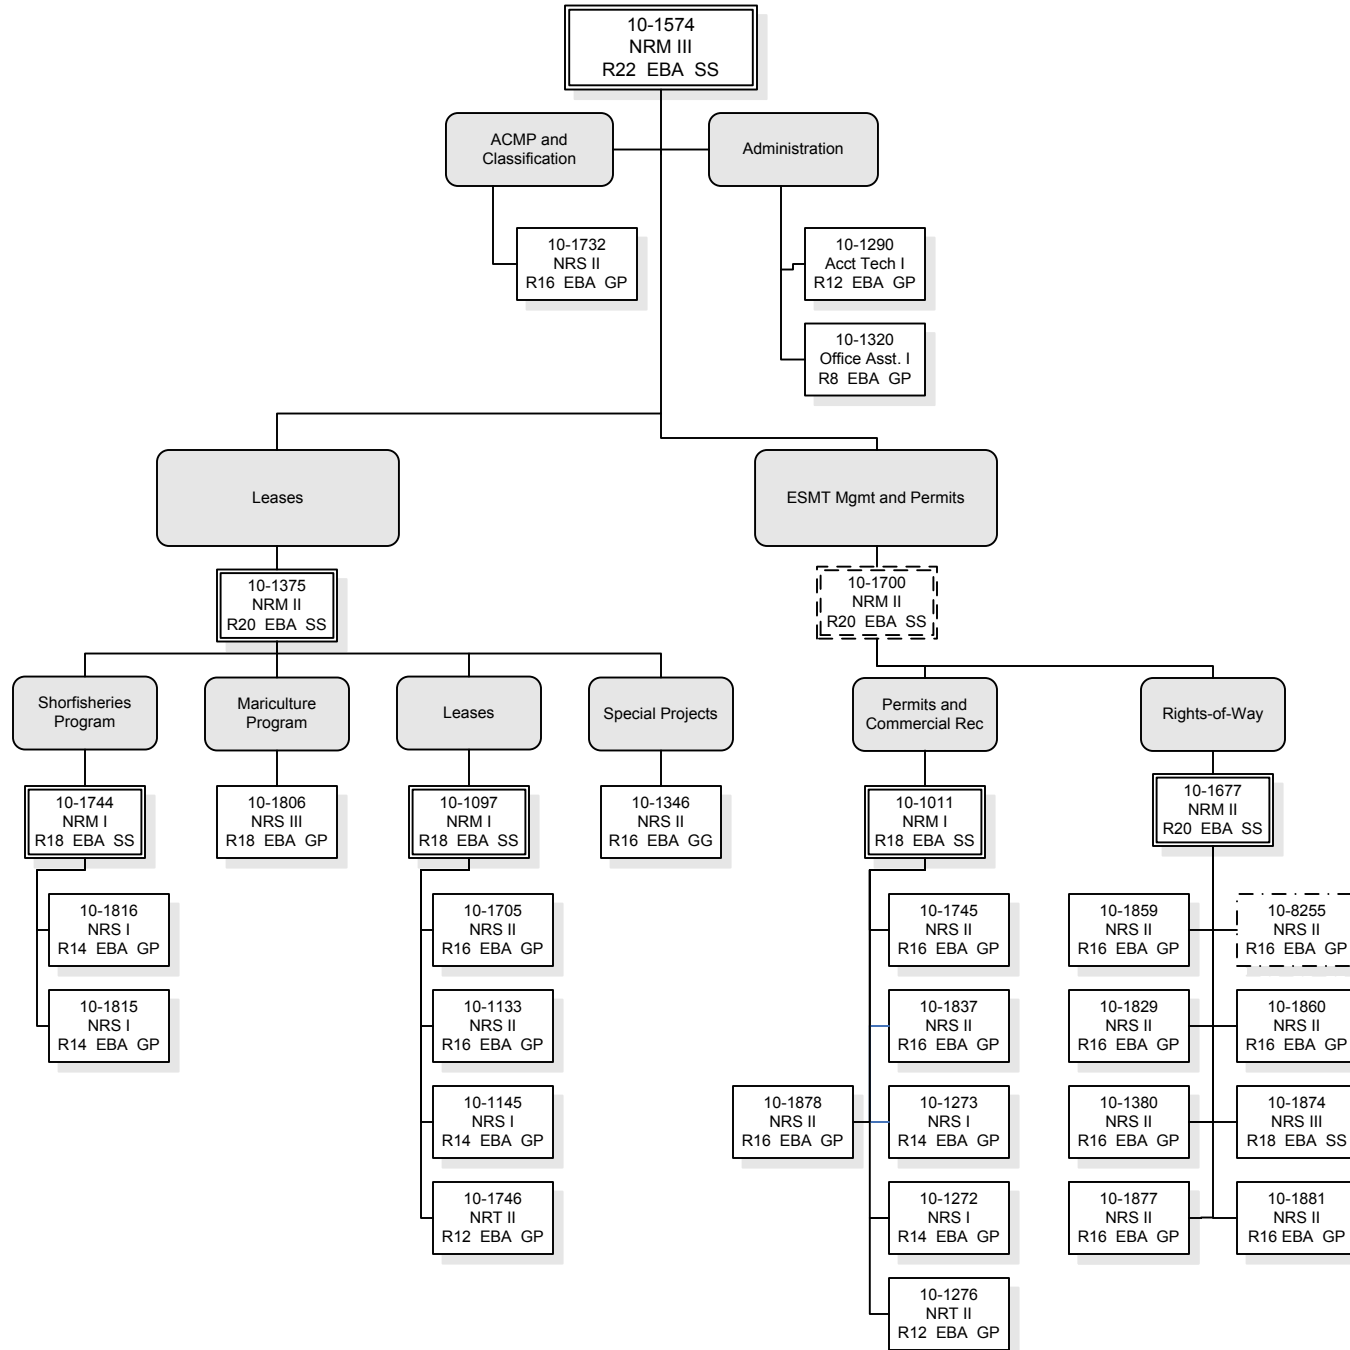 10-1574
NRM III
R22 EBA SS
ACMP and
Classification
Administration
10-1732
NRS II
R16 EBA GP
10-1290
Acct Tech I
R12 EBA GP
10-1320
Office Asst. I
R8 EBA GP
Leases
ESMT Mgmt and Permits
10-1375
NRM II
R20 EBA SS
10-1700
NRM II
R20 EBA SS
Shorfisheries
Program
Mariculture
Program
Leases
Special Projects
Permits and
Commercial Rec
Rights-of-Way
10-1744
NRM I
R18 EBA SS
10-1806
NRS III
R18 EBA GP
10-1097
NRM I
R18 EBA SS
10-1346
NRS II
R16 EBA GG
10-1011
NRM I
R18 EBA SS
10-1677
NRM II
R20 EBA SS
10-1816
NRS I
R14 EBA GP
10-1815
NRS I
R14 EBA GP
10-1705
NRS II
R16 EBA GP
10-1133
NRS II
R16 EBA GP
10-1145
NRS I
R14 EBA GP
10-1746
NRT II
R12 EBA GP
10-1745
NRS II
R16 EBA GP
10-1837
NRS II
R16 EBA GP
10-1878
NRS II
R16 EBA GP
10-1273
NRS I
R14 EBA GP
10-1272
NRS I
R14 EBA GP
10-1276
NRT II
R12 EBA GP
10-1859
NRS II
R16 EBA GP
10-8255
NRS II
R16 EBA GP
10-1829
NRS II
R16 EBA GP
10-1860
NRS II
R16 EBA GP
10-1380
NRS II
R16 EBA GP
10-1874
NRS III
R18 EBA SS
10-1877
NRS II
R16 EBA GP
10-1881
NRS II
R16 EBA GP